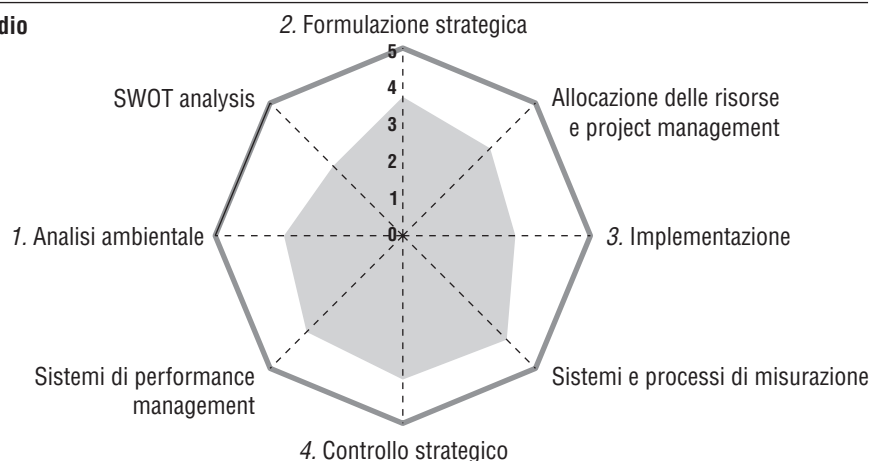 dio
2. Formulazione strategica
5
SWOT analysis
4
Allocazione delle risorse
e project management
3
2
1
1. Analisi ambientale
0
3. Implementazione
Sistemi di performance
management
Sistemi e processi di misurazione
4. Controllo strategico